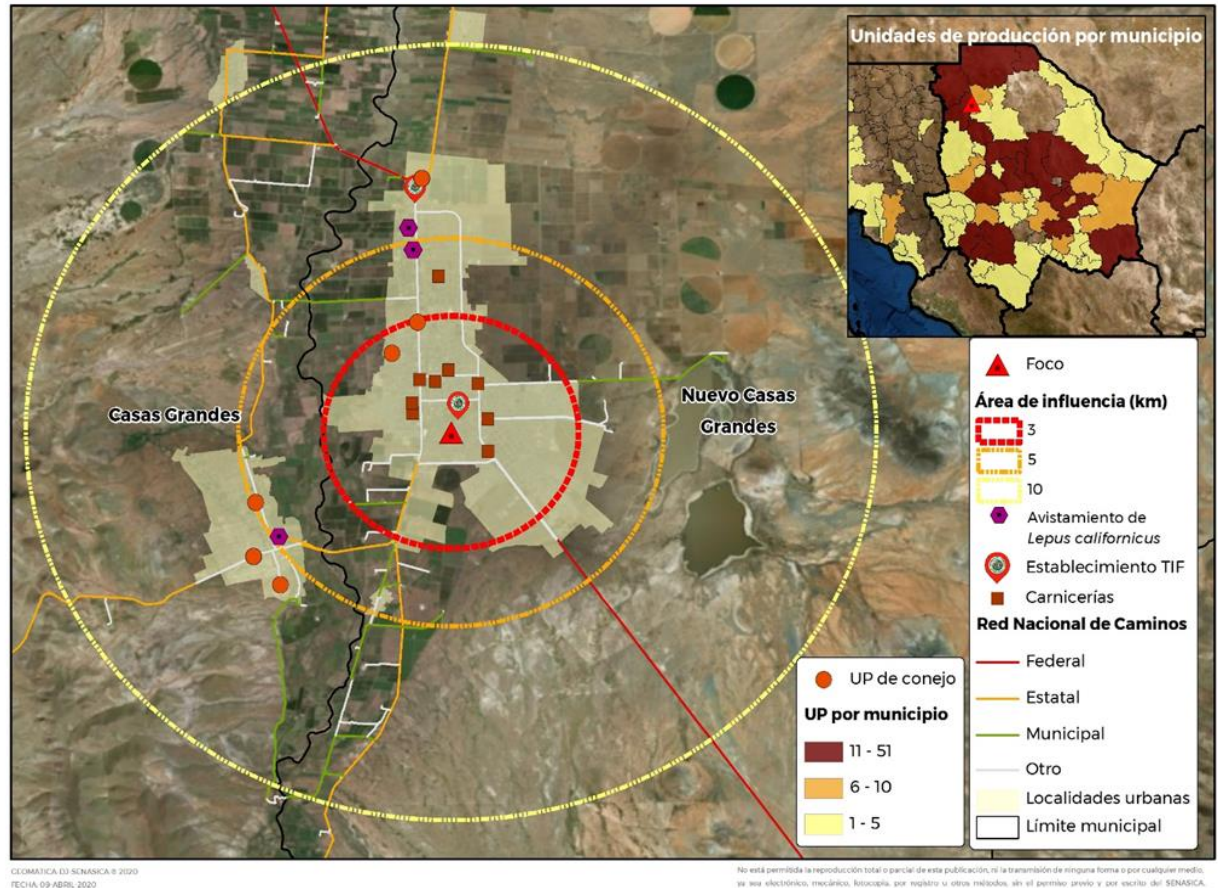 Unidades de producción por municipio
Casas Grandes
Nuevo Casas
Grandes
Foco
Área de influencia (km)
3
5
10
Avistamiento de
Lepus californicus
Establecimiento TIF
Carnicerías
Red Nacional de Caminos
Federal
Estatal
Municipal
Otro
Localidades urbanas
Límite municipal
UP de conejo
UP por municipio
11 - 51
6 - 10
1 - 5
GEOMÁTICA-DJ-SENASICA ® 2020
FECHA: 09-ABRIL-2020
No está permitida la reproducción total o parcial de esta publicación, ni la transmisión de ninguna forma o por cualquier medio,
ya sea electrónico, mecánico, fotocopia, por registro u otros métodos, sin el permiso previo y por escrito del SENASICA.